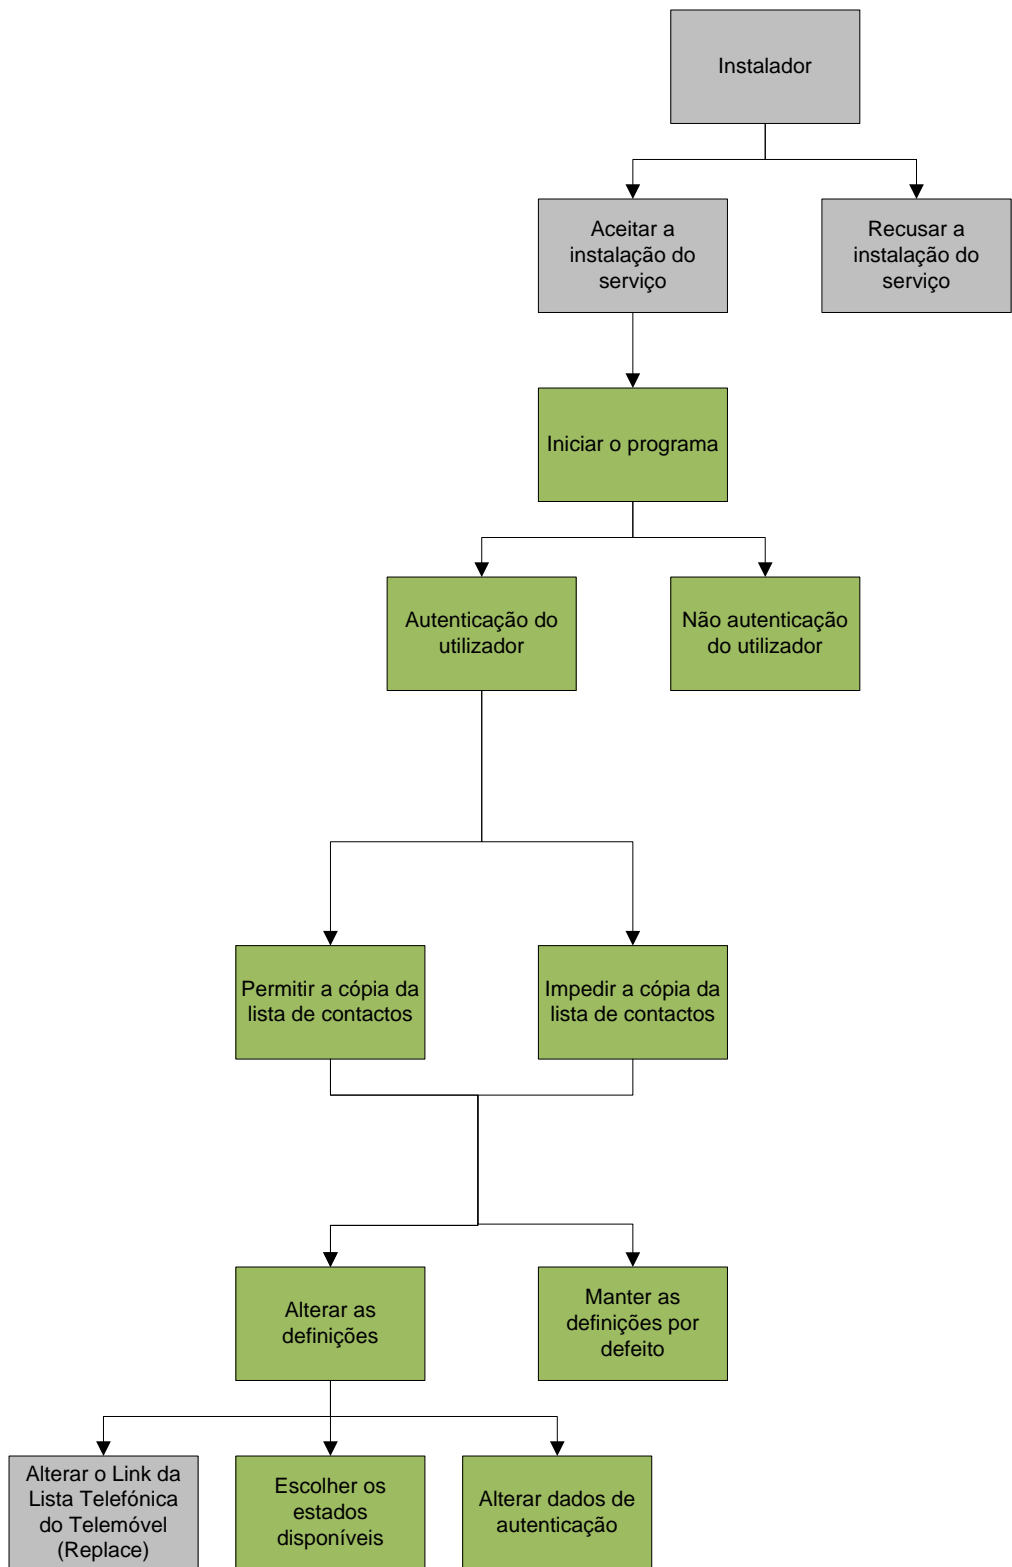 Instalador
Aceitar a
instalação do
serviço
Recusar a
instalação do
serviço
Iniciar o programa
Autenticação do
utilizador
Não autenticação
do utilizador
Permitir a cópia da
lista de contactos
Impedir a cópia da
lista de contactos
Alterar as
definições
Manter as
definições por
defeito
Alterar o Link da
Lista Telefónica
do Telemóvel
(Replace)
Escolher os
estados
disponíveis
Alterar dados de
autenticação